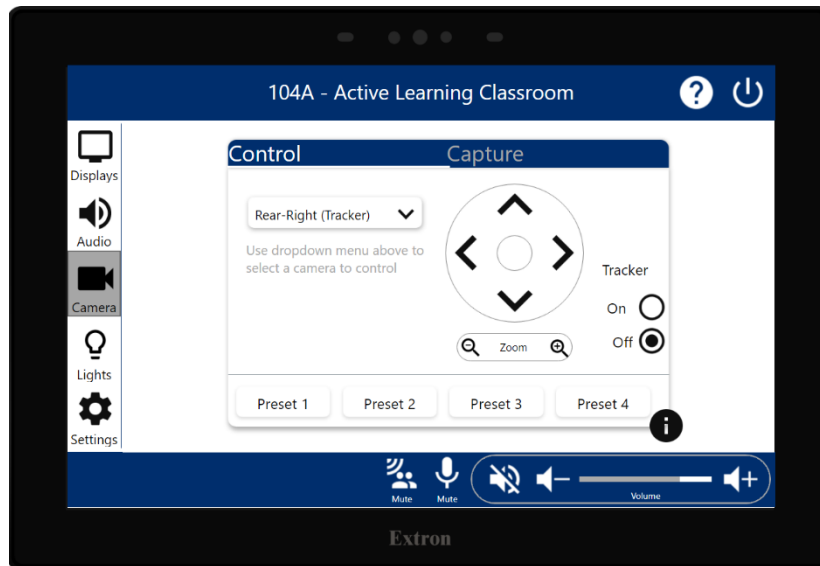 104A - Active Learning Classroom
?
Displays
Audio
Camera
Lights
Settings
Control Capture
Rear-Right (Tracker)
Use dropdown menu above to
select a camera to control
Tracker
On
Off
Zoom
Preset 1 Preset 2 Preset 3 Preset 4
i
Mute Mute Volume
Extron